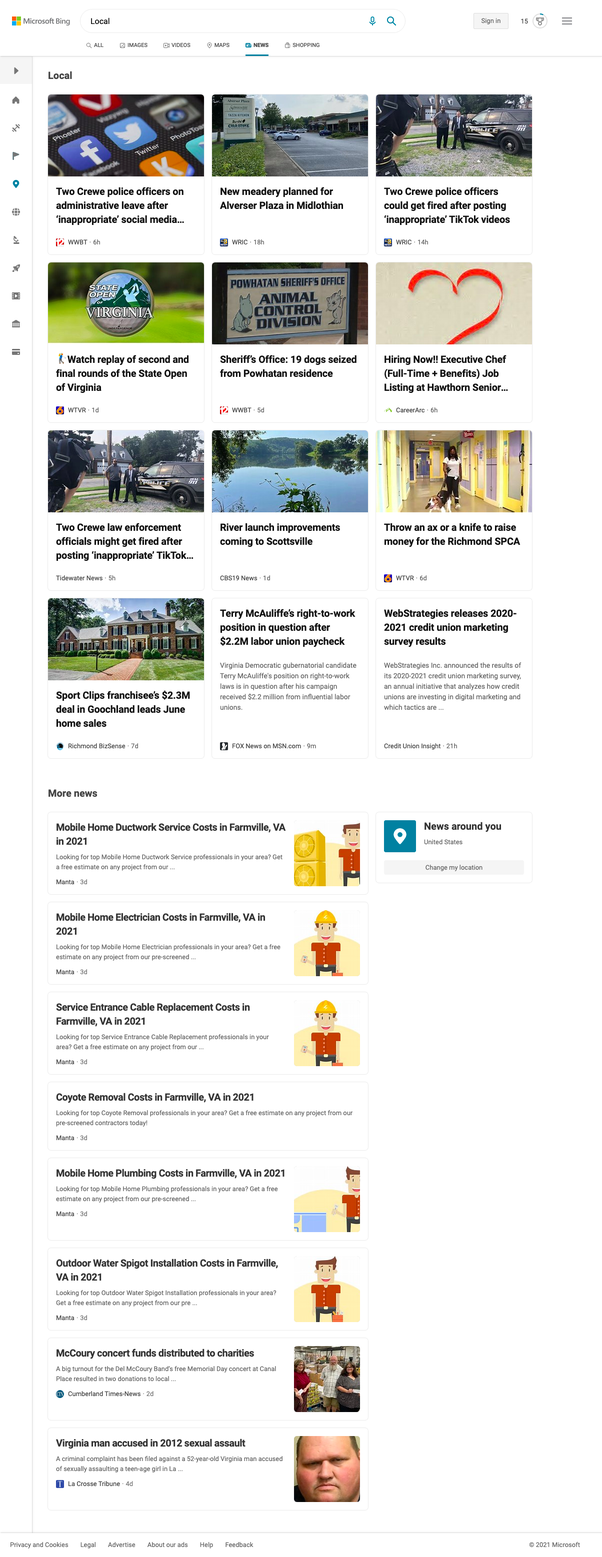 Microsoft Bing
Local
Sign in
15
ALL
IMAGES
VIDEOS
MAPS
NEWS
SHOPPING
Local
Phoster
Vizzywig
Facebook
Twitter
PhotoToa
Two Crewe police officers on
administrative leave after
‘inappropriate’ social media...
WWBT · 6h
New meadery planned for
Alverser Plaza in Midlothian
WRIC · 18h
POLICE
Two Crewe police officers
could get fired after posting
‘inappropriate’ TikTok videos
WRIC · 14h
STATE
OPEN
OF
VIRGINIA
Watch replay of second and
final rounds of the State Open
of Virginia
WTVR · 1d
POWHATAN SHERIFF'S OFFICE
ANIMAL
CONTROL
DIVISION
Sheriff’s Office: 19 dogs seized
from Powhatan residence
WWBT · 5d
Hiring Now!! Executive Chef
(Full-Time + Benefits) Job
Listing at Hawthorn Senior...
CareerArc · 6h
POLICE
Two Crewe law enforcement
officials might get fired after
posting ‘inappropriate’ TikTok...
Tidewater News · 5h
River launch improvements
coming to Scottsville
CBS19 News · 1d
Throw an ax or a knife to raise
money for the Richmond SPCA
WTVR · 6d
Sport Clips franchisee’s $2.3M
deal in Goochland leads June
home sales
Richmond BizSense · 7d
Terry McAuliffe’s right-to-work
position in question after
$2.2M labor union paycheck
Virginia Democratic gubernatorial candidate
Terry McAuliffe's position on right-to-work
laws is in question after his campaign
received $2.2 million from influential labor
unions.
FOX News on MSN.com · 9m
WebStrategies releases 2020-
2021 credit union marketing
survey results
WebStrategies Inc. announced the results of
its 2020-2021 credit union marketing survey,
an annual initiative that analyzes how credit
unions are investing in digital marketing and
which tactics are ...
Credit Union Insight · 21h
More news
Mobile Home Ductwork Service Costs in Farmville, VA
in 2021
Looking for top Mobile Home Ductwork Service professionals in your area? Get
a free estimate on any project from our ...
Manta · 3d
News around you
United States
Change my location
Mobile Home Electrician Costs in Farmville, VA in
2021
Looking for top Mobile Home Electrician professionals in your area? Get a free
estimate on any project from our pre-screened ...
Manta · 3d
Service Entrance Cable Replacement Costs in
Farmville, VA in 2021
Looking for top Service Entrance Cable Replacement professionals in your
area? Get a free estimate on any project from our ...
Manta · 3d
Coyote Removal Costs in Farmville, VA in 2021
Looking for top Coyote Removal professionals in your area? Get a free estimate on any project from our
pre-screened contractors today!
Manta · 3d
Mobile Home Plumbing Costs in Farmville, VA in 2021
Looking for top Mobile Home Plumbing professionals in your area? Get a free
estimate on any project from our pre-screened ...
Manta · 3d
Outdoor Water Spigot Installation Costs in Farmville,
VA in 2021
Looking for top Outdoor Water Spigot Installation professionals in your area?
Get a free estimate on any project from our pre ...
Manta · 3d
McCoury concert funds distributed to charities
A big turnout for the Del McCoury Band's free Memorial Day concert at Canal
Place resulted in two donations to local ...
Cumberland Times-News · 2d
Virginia man accused in 2012 sexual assault
A criminal complaint has been filed against a 52-year-old Virginia man accused
of sexually assaulting a teen-age girl in La ...
La Crosse Tribune · 4d
Privacy and Cookies
Legal
Advertise
About our ads
Help
Feedback
© 2021 Microsoft